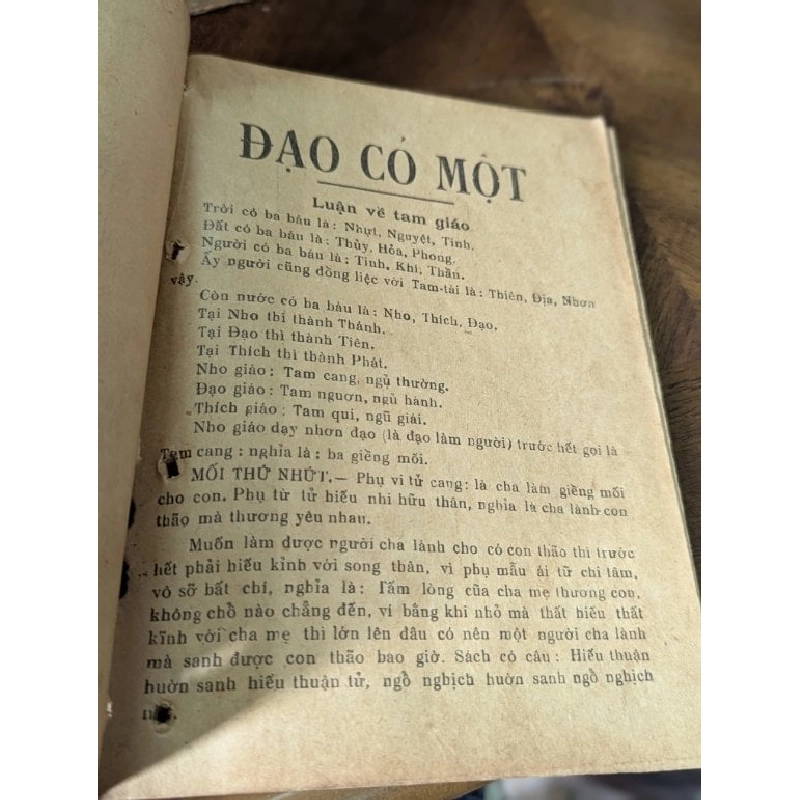 ĐẠO CÓ MỘT
Luận về tam giáo
Trời có ba báu là: Nhựt, Nguyệt, Tinh,
Đất có ba báu là: Thủy, Hỏa, Phong.
Người có ba báu là: Tinh, Khí, Thần.
Ấy người cũng đồng liệc với Tam-tài là: Thiên, Địa, Nhơn
vậy.
Còn nước có ba báu là: Nho, Thích, Đạo.
Tại Nho thì thành Thánh.
Tại Đạo thì thành Tiên.
Tại Thích thì thành Phật.
Nho giáo: Tam cang, ngũ thường.
Đạo giáo: Tam nguơn, ngũ hành.
Thích giáo: Tam qui, ngũ giái.
Nho giáo dạy nhơn đạo (là đạo làm người) trước hết gọi là
Tam cang: nghĩa là: ba giềng mối.
MỐI THỨ NHỨT.— Phụ vi tử cang: là cha làm giềng mối
cho con. Phụ từ tử hiếu nhi hữu thân, nghĩa là cha lành con
thảo mà thương yêu nhau.
Muốn làm được người cha lành cho có con thảo thì trước
hết phải hiếu kỉnh với song thân, vì phụ mẫu ái tữ chi tâm,
vô sở bất chí, nghĩa là: Tấm lòng của cha mẹ thương con,
không chỗ nào chẳng đến, ví bằng khi nhỏ mà thất hiếu thất
kỉnh với cha mẹ thì lớn lên đâu có nên một người cha lành
mà sanh được con thảo bao giờ. Sách có câu: Hiếu thuận
huờn sanh hiếu thuận tử, ngỗ nghịch huờn sanh ngỗ nghịch